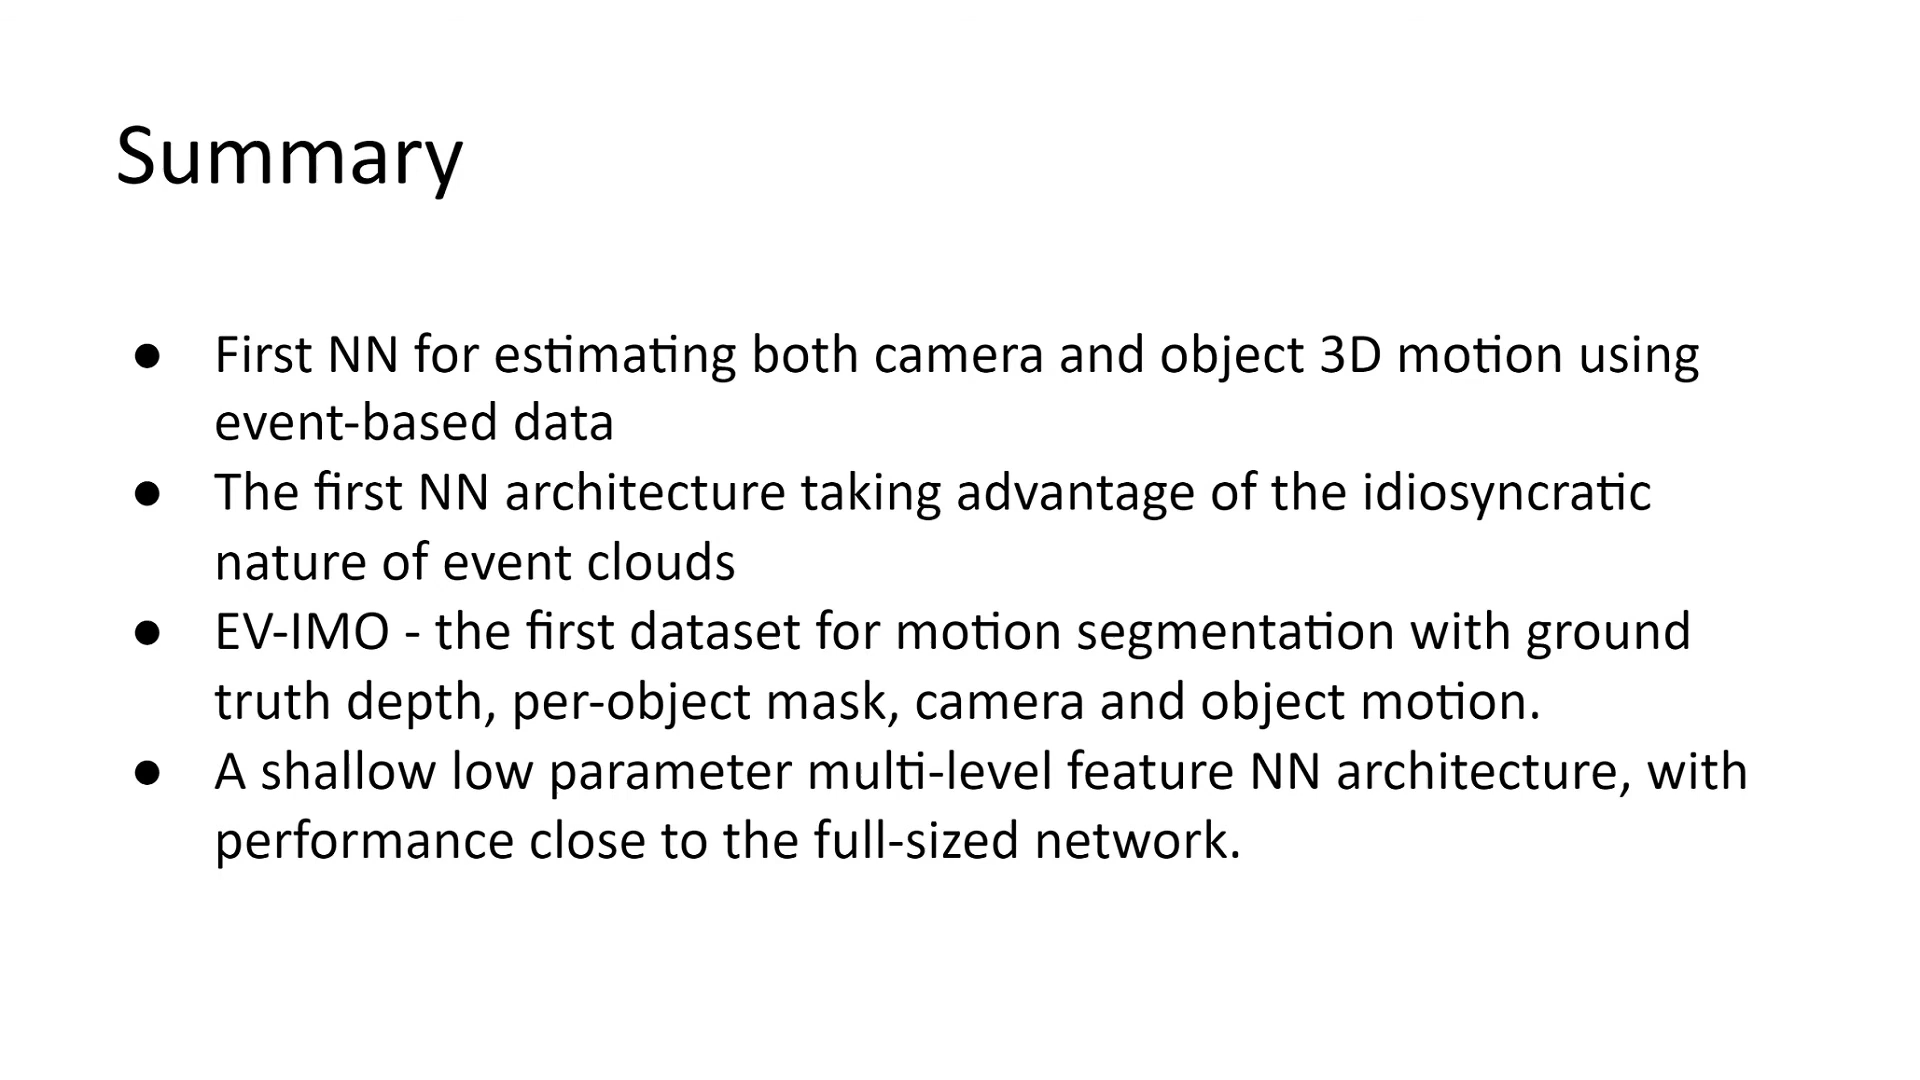 Summary
● First NN for estimating both camera and object 3D motion using
event-based data
● The first NN architecture taking advantage of the idiosyncratic
nature of event clouds
● EV-IMO - the first dataset for motion segmentation with ground
truth depth, per-object mask, camera and object motion.
● A shallow low parameter multi-level feature NN architecture, with
performance close to the full-sized network.